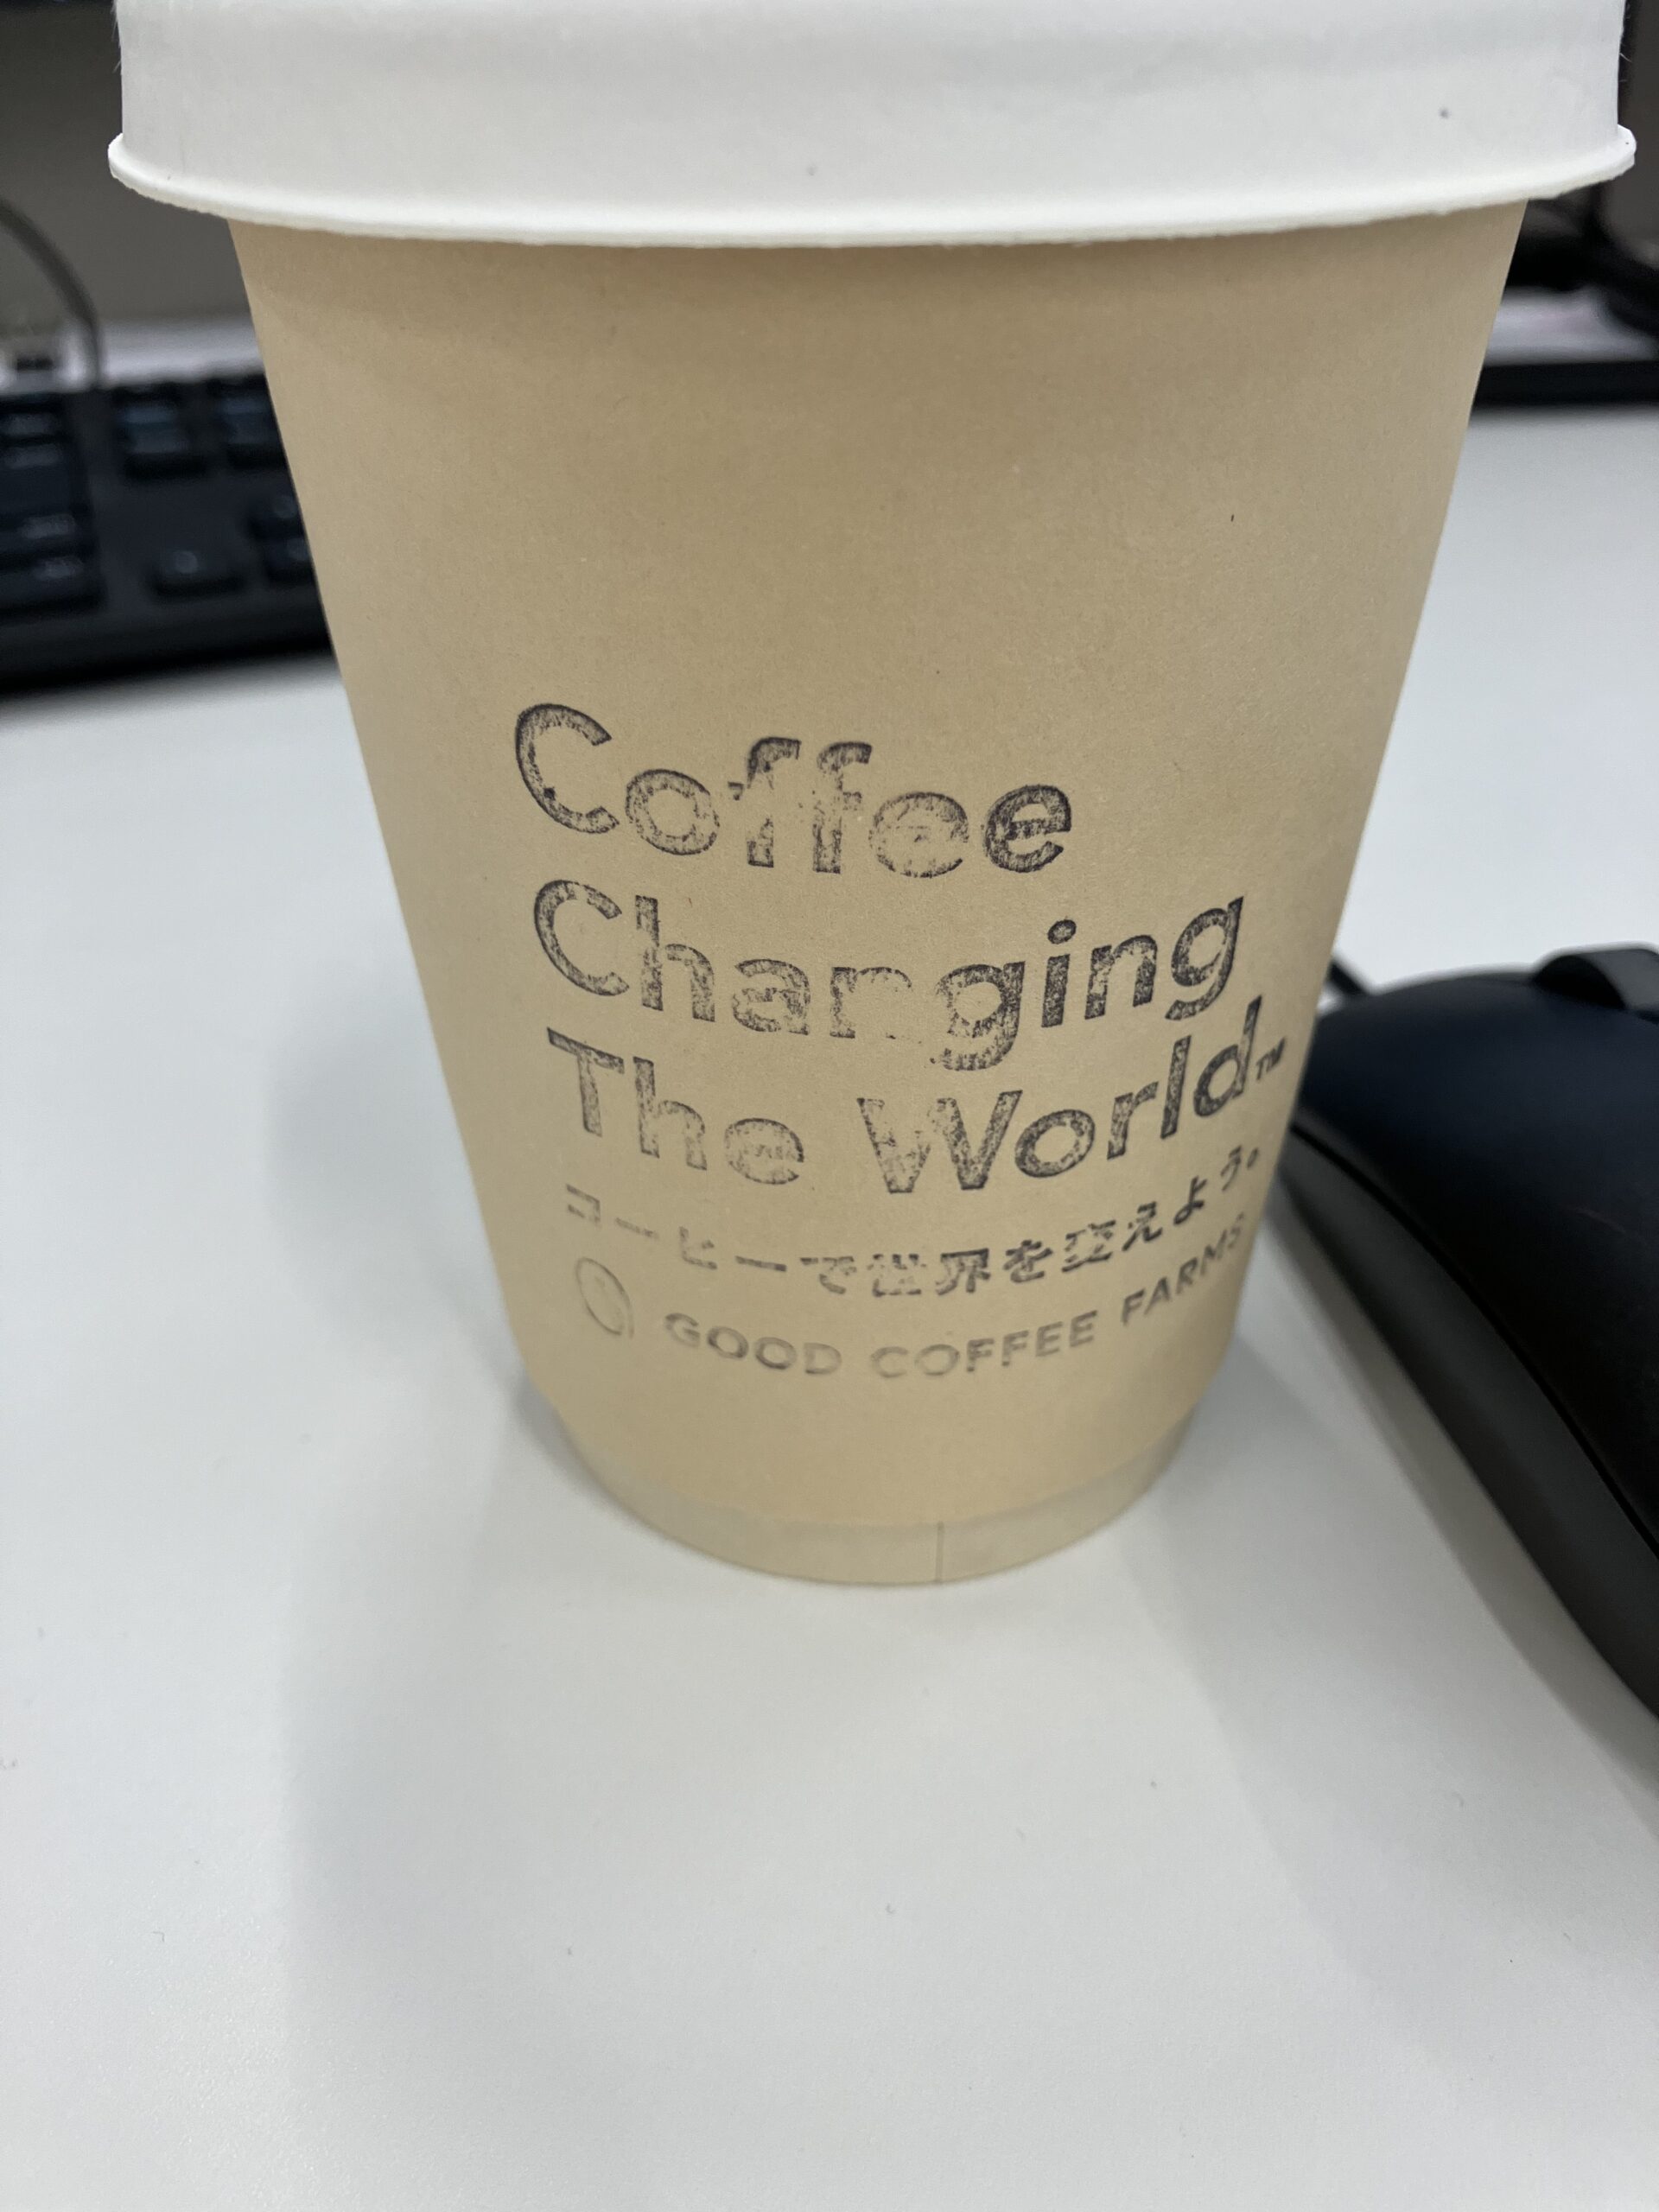 Coffee
Changing
The World™
コーヒーで世界を変えよう。
GOOD COFFEE FARMS